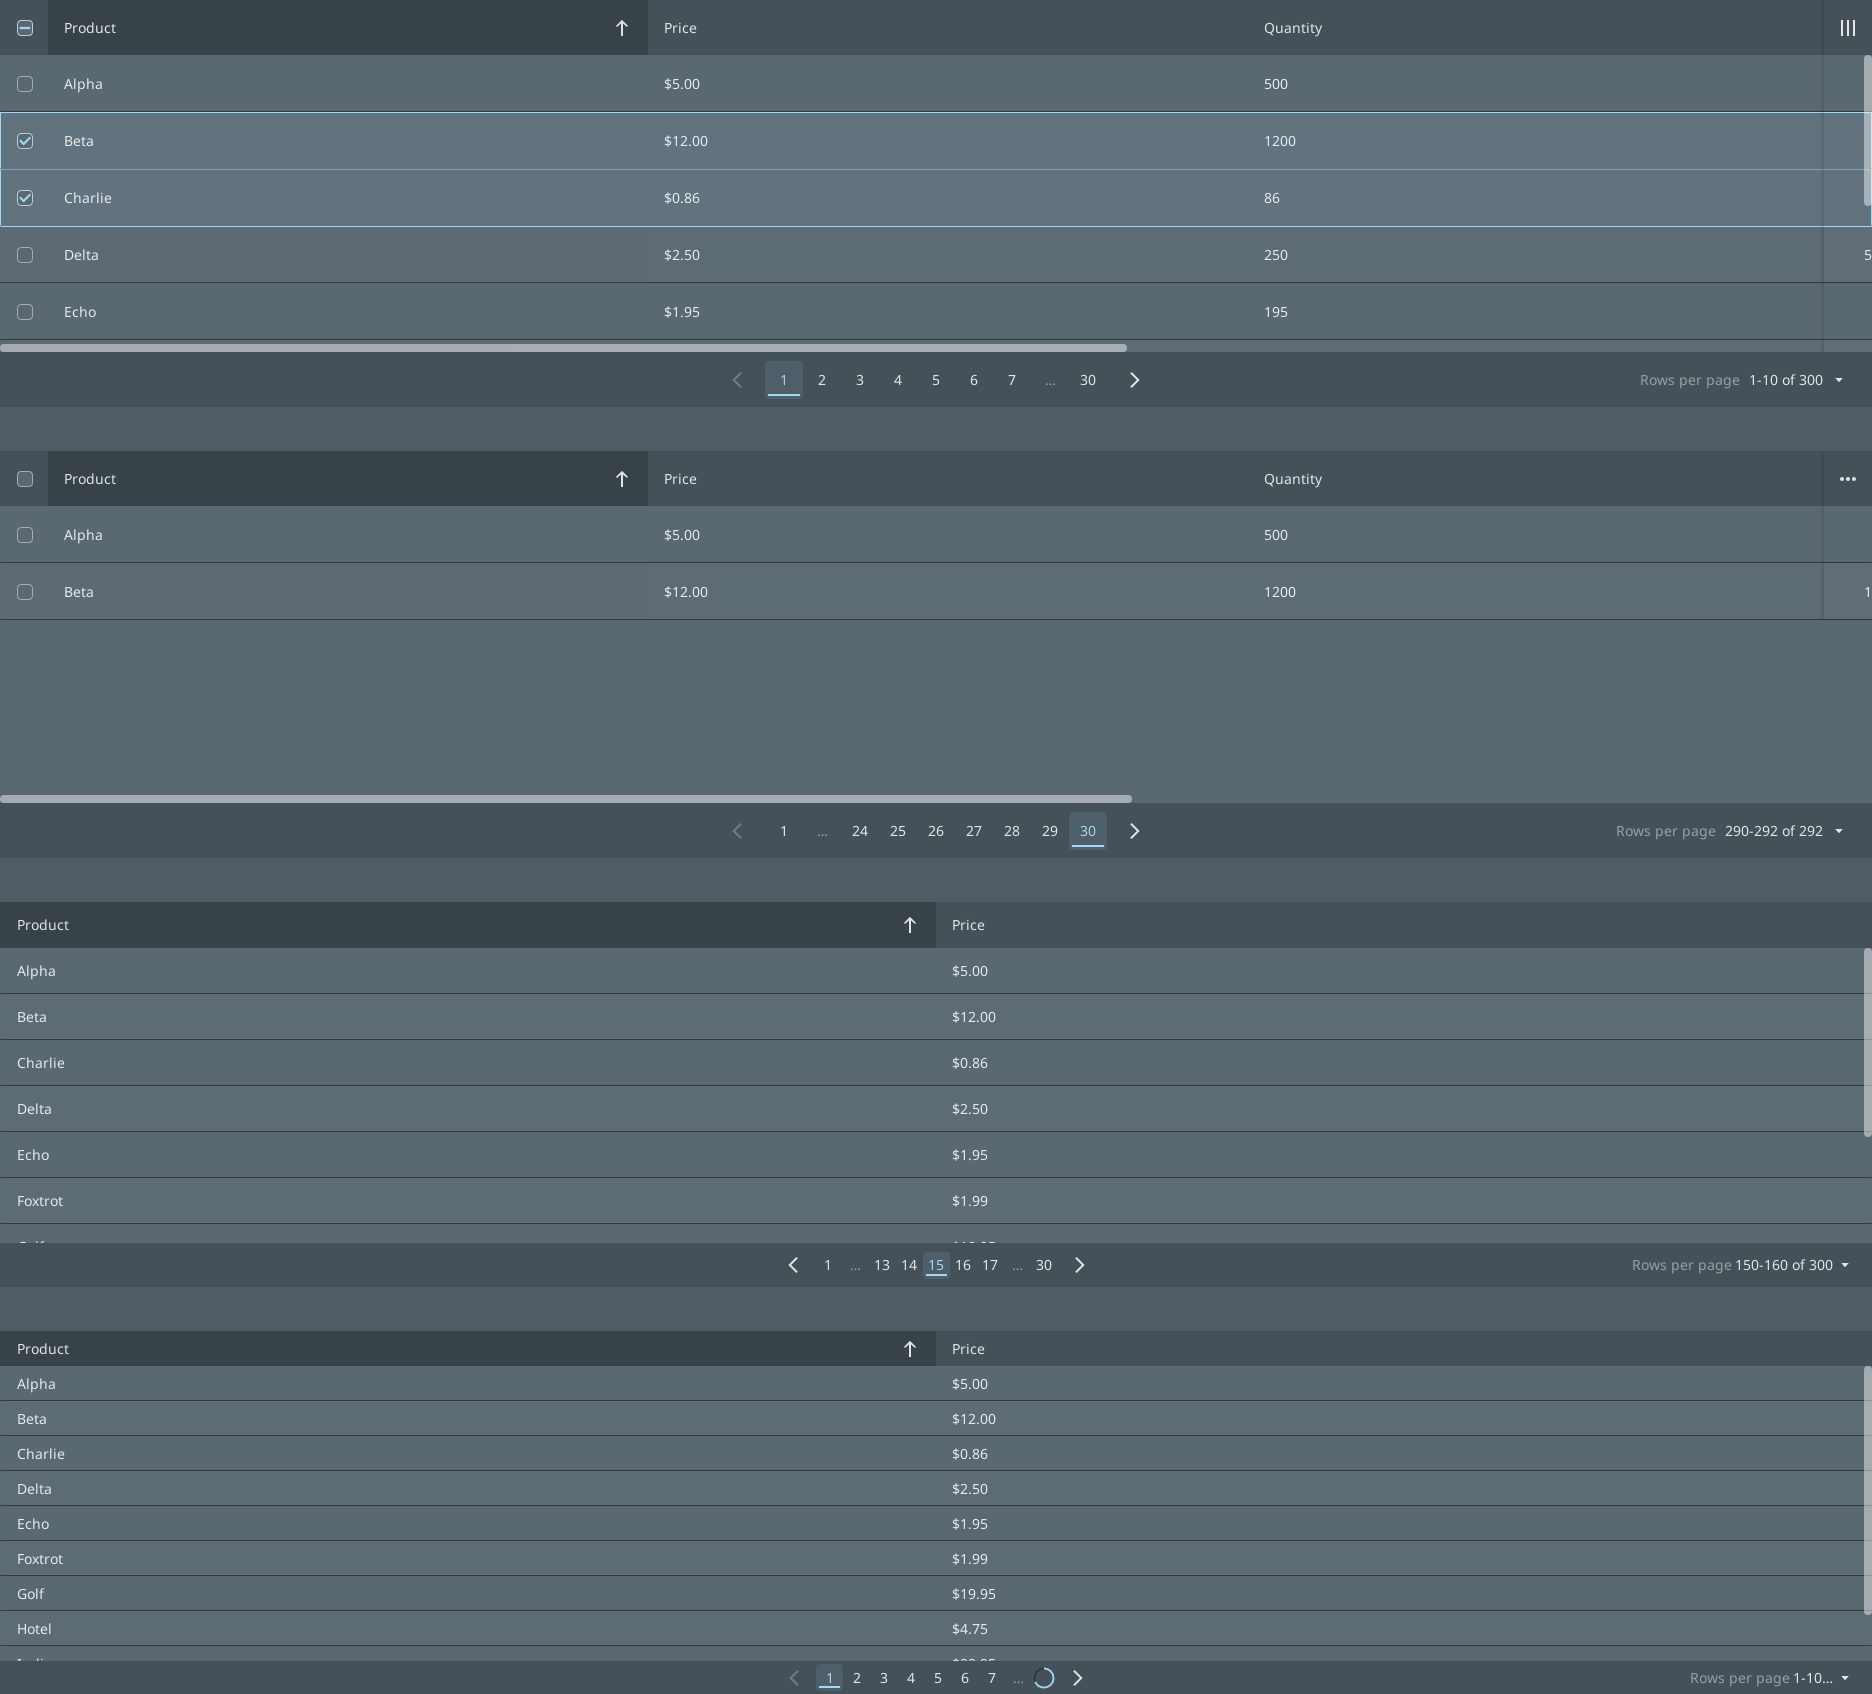 Product Price Quantity
Alpha $5.00 500
Beta $12.00 1200
Charlie $0.86 86
Delta $2.50 250 5
Echo $1.95 195
1 2 3 4 5 6 7 ... 30 Rows per page 1-10 of 300
Product Price Quantity
Alpha $5.00 500
Beta $12.00 1200 1
1 ... 24 25 26 27 28 29 30 Rows per page 290-292 of 292
Product Price
Alpha $5.00
Beta $12.00
Charlie $0.86
Delta $2.50
Echo $1.95
Foxtrot $1.99
1 ... 13 14 15 16 17 ... 30 Rows per page 150-160 of 300
Product Price
Alpha $5.00
Beta $12.00
Charlie $0.86
Delta $2.50
Echo $1.95
Foxtrot $1.99
Golf $19.95
Hotel $4.75
1 2 3 4 5 6 7 ... Rows per page 1-10...